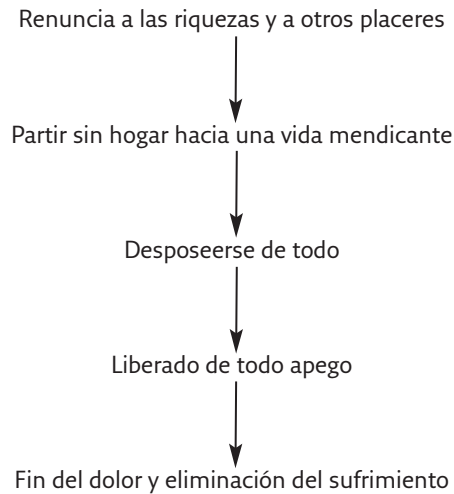 Renuncia a las riquezas y a otros placeres
Partir sin hogar hacia una vida mendicante
Desposeerse de todo
Liberado de todo apego
Fin del dolor y eliminación del sufrimiento